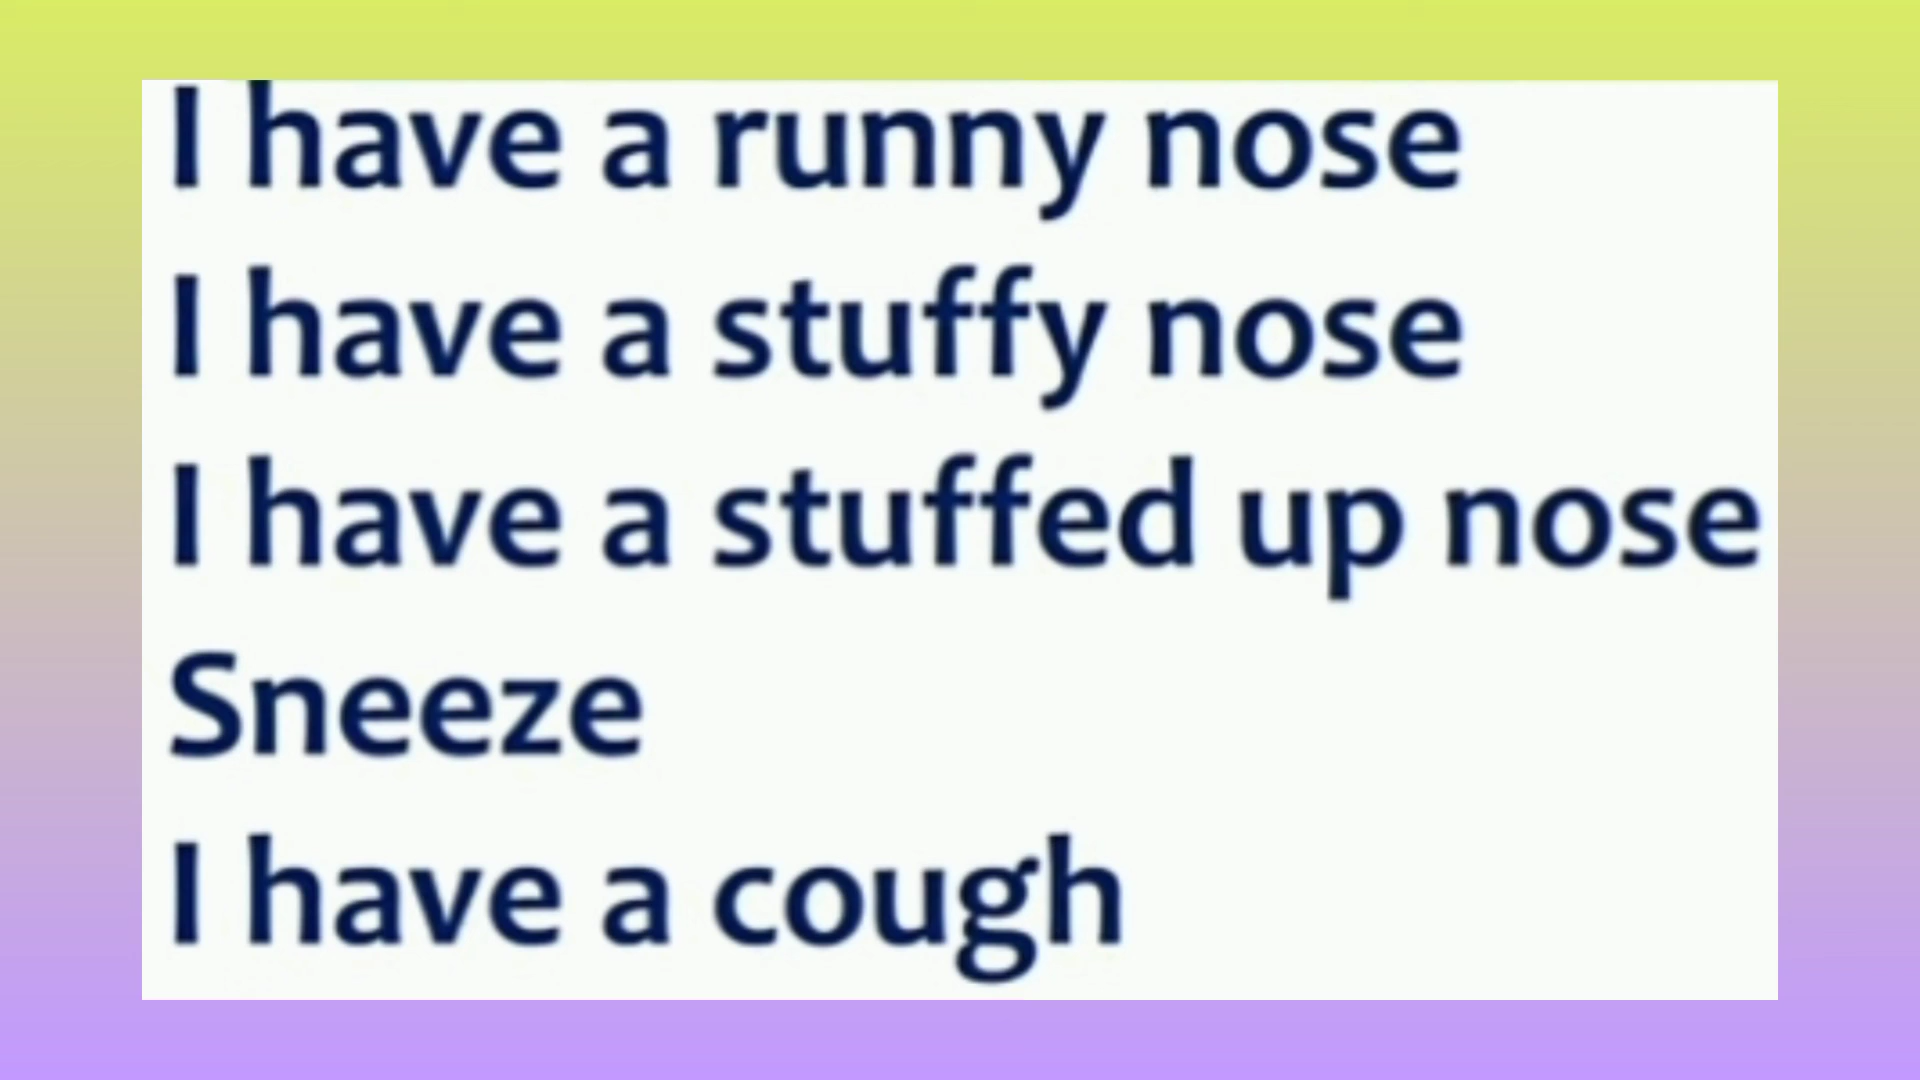 I have a runny nose
I have a stuffy nose
I have a stuffed up nose
Sneeze
I have a cough